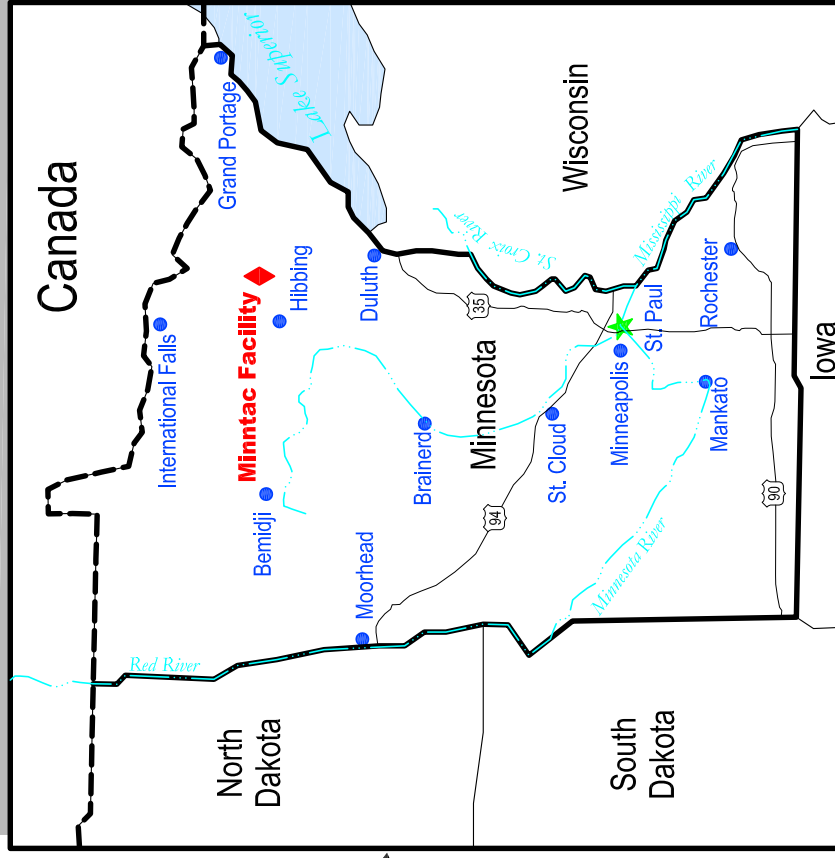 Canada
Grand Portage
Lake Superior
International Falls
Minntac Facility
Hibbing
Bemidji
Duluth
Moorhead
Brainerd
Minnesota
Wisconsin
St. Croix River
Mississippi River
Red River
35
94
St. Cloud
Minneapolis
St. Paul
Rochester
Mankato
Minnesota River
90
North
Dakota
South
Dakota
Iowa